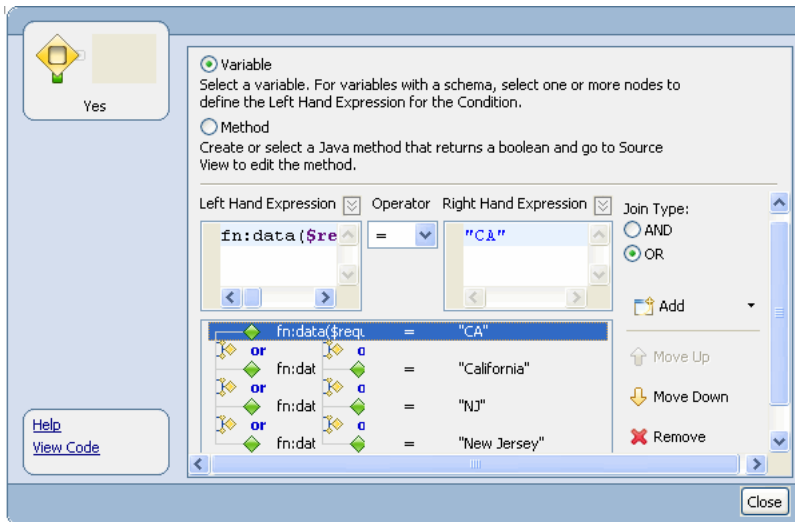 Yes
Variable
Select a variable. For variables with a schema, select one or more nodes to
define the Left Hand Expression for the Condition.
Method
Create or select a Java method that returns a boolean and go to Source
View to edit the method.
Left Hand Expression Operator Right Hand Expression
fn:data($re = "CA"
Join Type:
AND
OR
Add
Move Up
Move Down
Remove
fn:data($requ = "CA"
or o
fn:dat = "California"
or o
fn:dat = "NJ"
or o
fn:dat = "New Jersey"
Help
View Code
Close